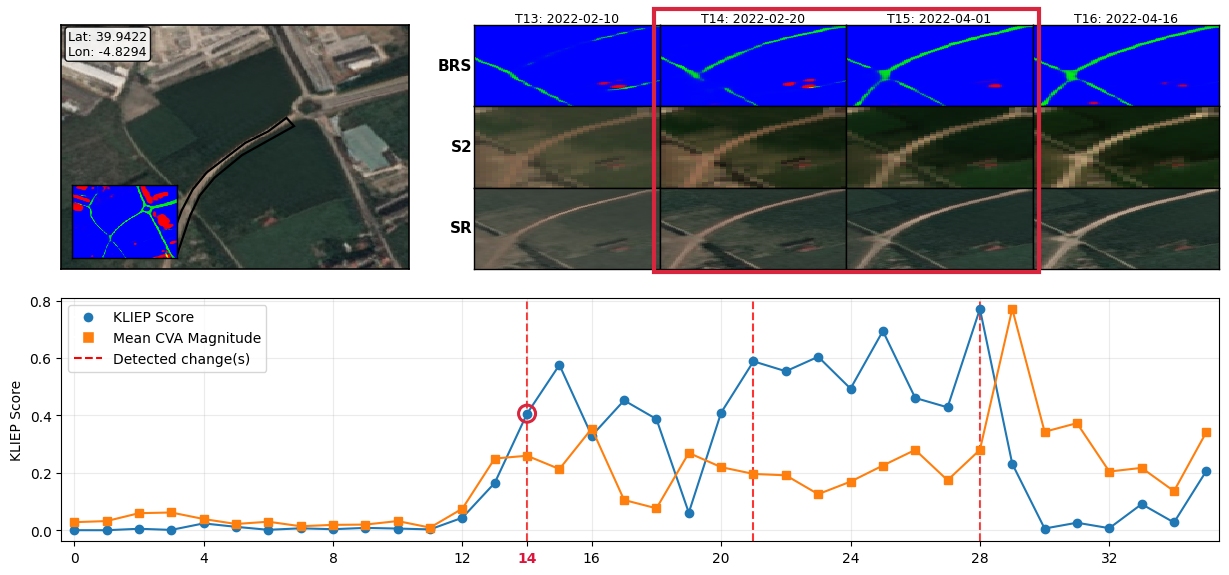 Lat: 39.9422
Lon: -4.8294
T13: 2022-02-10
T14: 2022-02-20
T15: 2022-04-01
T16: 2022-04-16
BRS
S2
SR
KLIEP Score
Mean CVA Magnitude
Detected change(s)
KLIEP Score
0.8
0.6
0.4
0.2
0.0
0
4
8
12
14
16
20
24
28
32